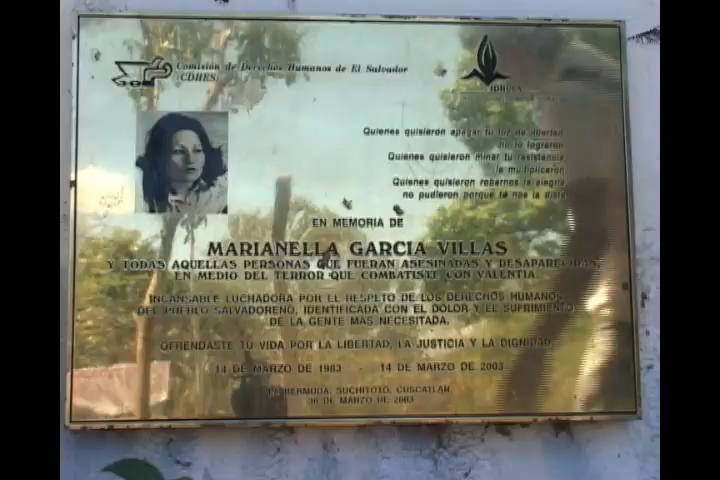 Comisión de Derechos Humanos de El Salvador
(CDHES)
IDHUCA
Quienes quisieron apagar tu luz de libertad
no lo lograron
Quienes quisieron minar tu resistencia
la multiplicaron
Quienes quisieron robarnos la alegría
no pudieron porque tú nos la diste
EN MEMORIA DE
MARIANELLA GARCIA VILLAS
Y TODAS AQUELLAS PERSONAS QUE FUERAN ASESINADAS Y DESAPARECIDAS,
EN MEDIO DEL TERROR QUE COMBATISTE CON VALENTIA.
INCANSABLE LUCHADORA POR EL RESPETO DE LOS DERECHOS HUMANOS
DEL PUEBLO SALVADOREÑO, IDENTIFICADA CON EL DOLOR Y EL SUFRIMIENTO
DE LA GENTE MAS NECESITADA.
OFRENDASTE TU VIDA POR LA LIBERTAD, LA JUSTICIA Y LA DIGNIDAD.
14 DE MARZO DE 1983 - 14 DE MARZO DE 2003
LA BERMUDA, SUCHITOTO, CUSCATLAN,
30 DE MARZO DE 2003